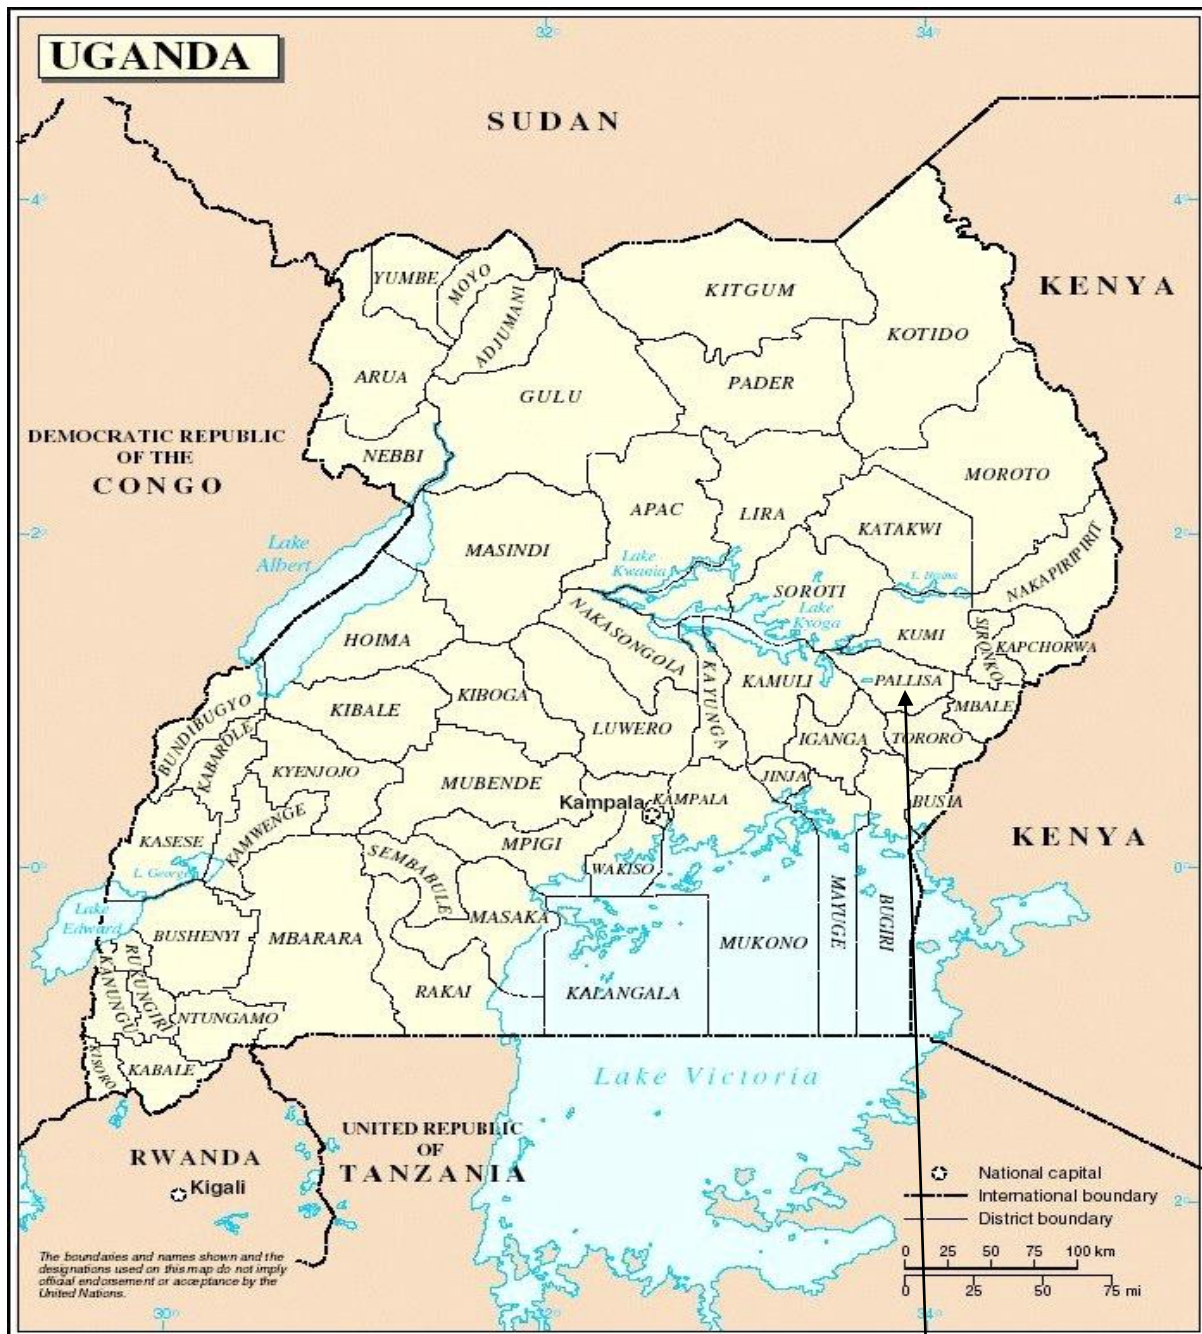 UGANDA
32°
34°
SUDAN
4°
4°
KENYA
YUMBE
MOYO
ADJUMANI
KITGUM
KOTIDO
ARUA
GULU
PADER
DEMOCRATIC REPUBLIC
OF THE
CONGO
NEBBI
MOROTO
APAC
LIRA
KATAKWI
2°
2°
Lake
Albert
MASINDI
Lake
Kwania
NAKAPIRIPIRIT
SOROTI
Lake
Kyoga
KUMI
SIRONKO
KAPCHORWA
HOIMA
NAKASONGOLA
KAYUNGA
KAMULI
PALLISA
MBALE
BUNDIBUGYO
KIBALE
KIBOGA
LUWERO
IGANGA
TORORO
KABAROLE
KYENJOJO
MUBENDE
JINJA
Kampala
KAMPALA
BUSIA
KENYA
KASESE
KAMWENGE
MPIGI
WAKISO
SEMBABULE
0°
0°
L. George
Lake
Edward
BUSHENYI
MBARARA
MASAKA
MUKONO
MAYUGE
BUGIRI
RUKUNGIRI
KANUNGU
RAKAI
KALANGALA
NTUNGAMO
KISORO
KABALE
Lake Victoria
UNITED REPUBLIC
OF
TANZANIA
RWANDA
Kigali
National capital
International boundary
District boundary
2°
0 25 50 75 100 km
0 25 50 75 mi
The boundaries and names shown and the
designations used on this map do not imply
official endorsement or acceptance by the
United Nations.
30°
34°